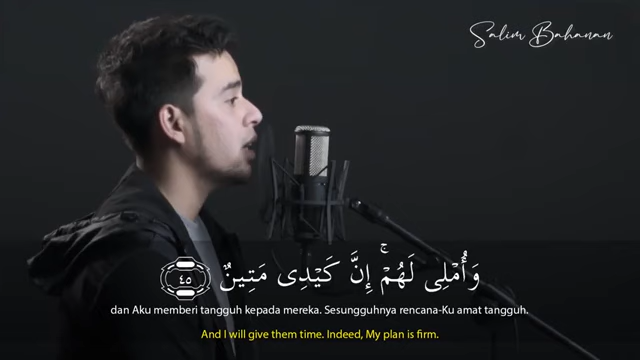 Salim Bahanan
وَأُمْلِى لَهُمْ ۚ إِنَّ كَيْدِى مَتِينٌ ٤٥
dan Aku memberi tangguh kepada mereka. Sesungguhnya rencana-Ku amat tangguh.
And I will give them time. Indeed, My plan is firm.